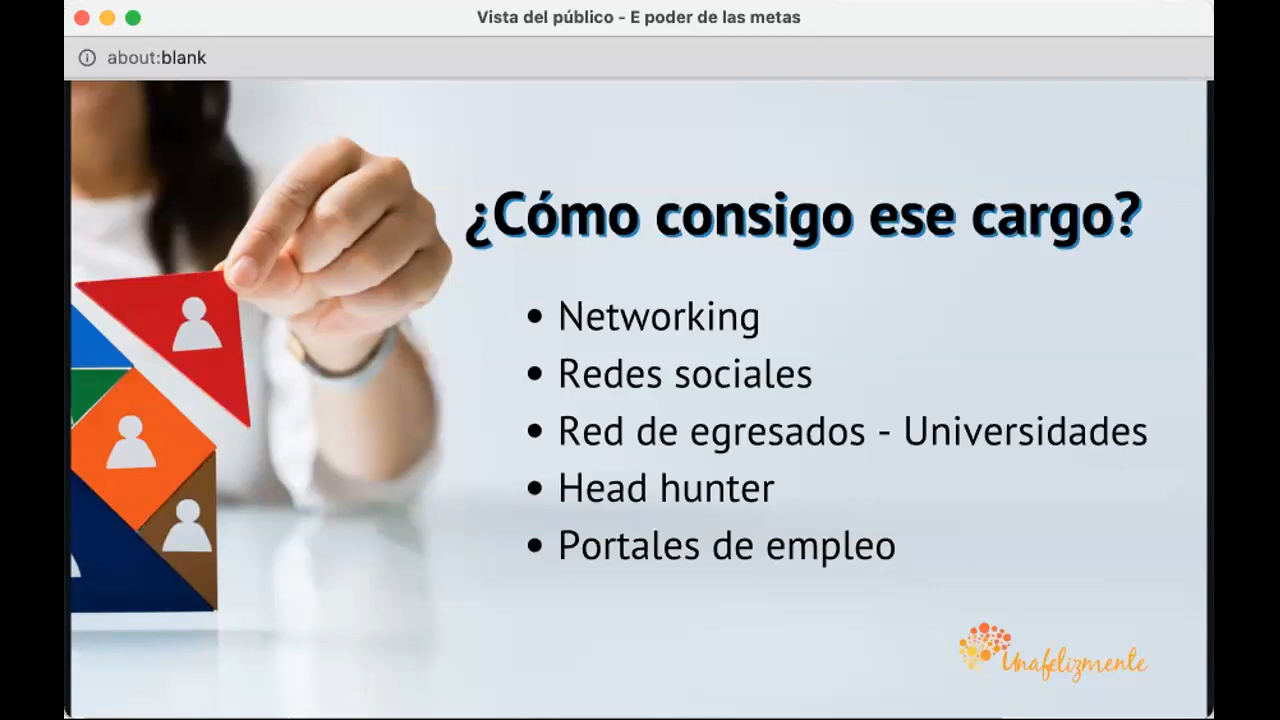 Vista del público - E poder de las metas
about:blank
¿Cómo consigo ese cargo?
• Networking
• Redes sociales
• Red de egresados - Universidades
• Head hunter
• Portales de empleo
Unafelizmente